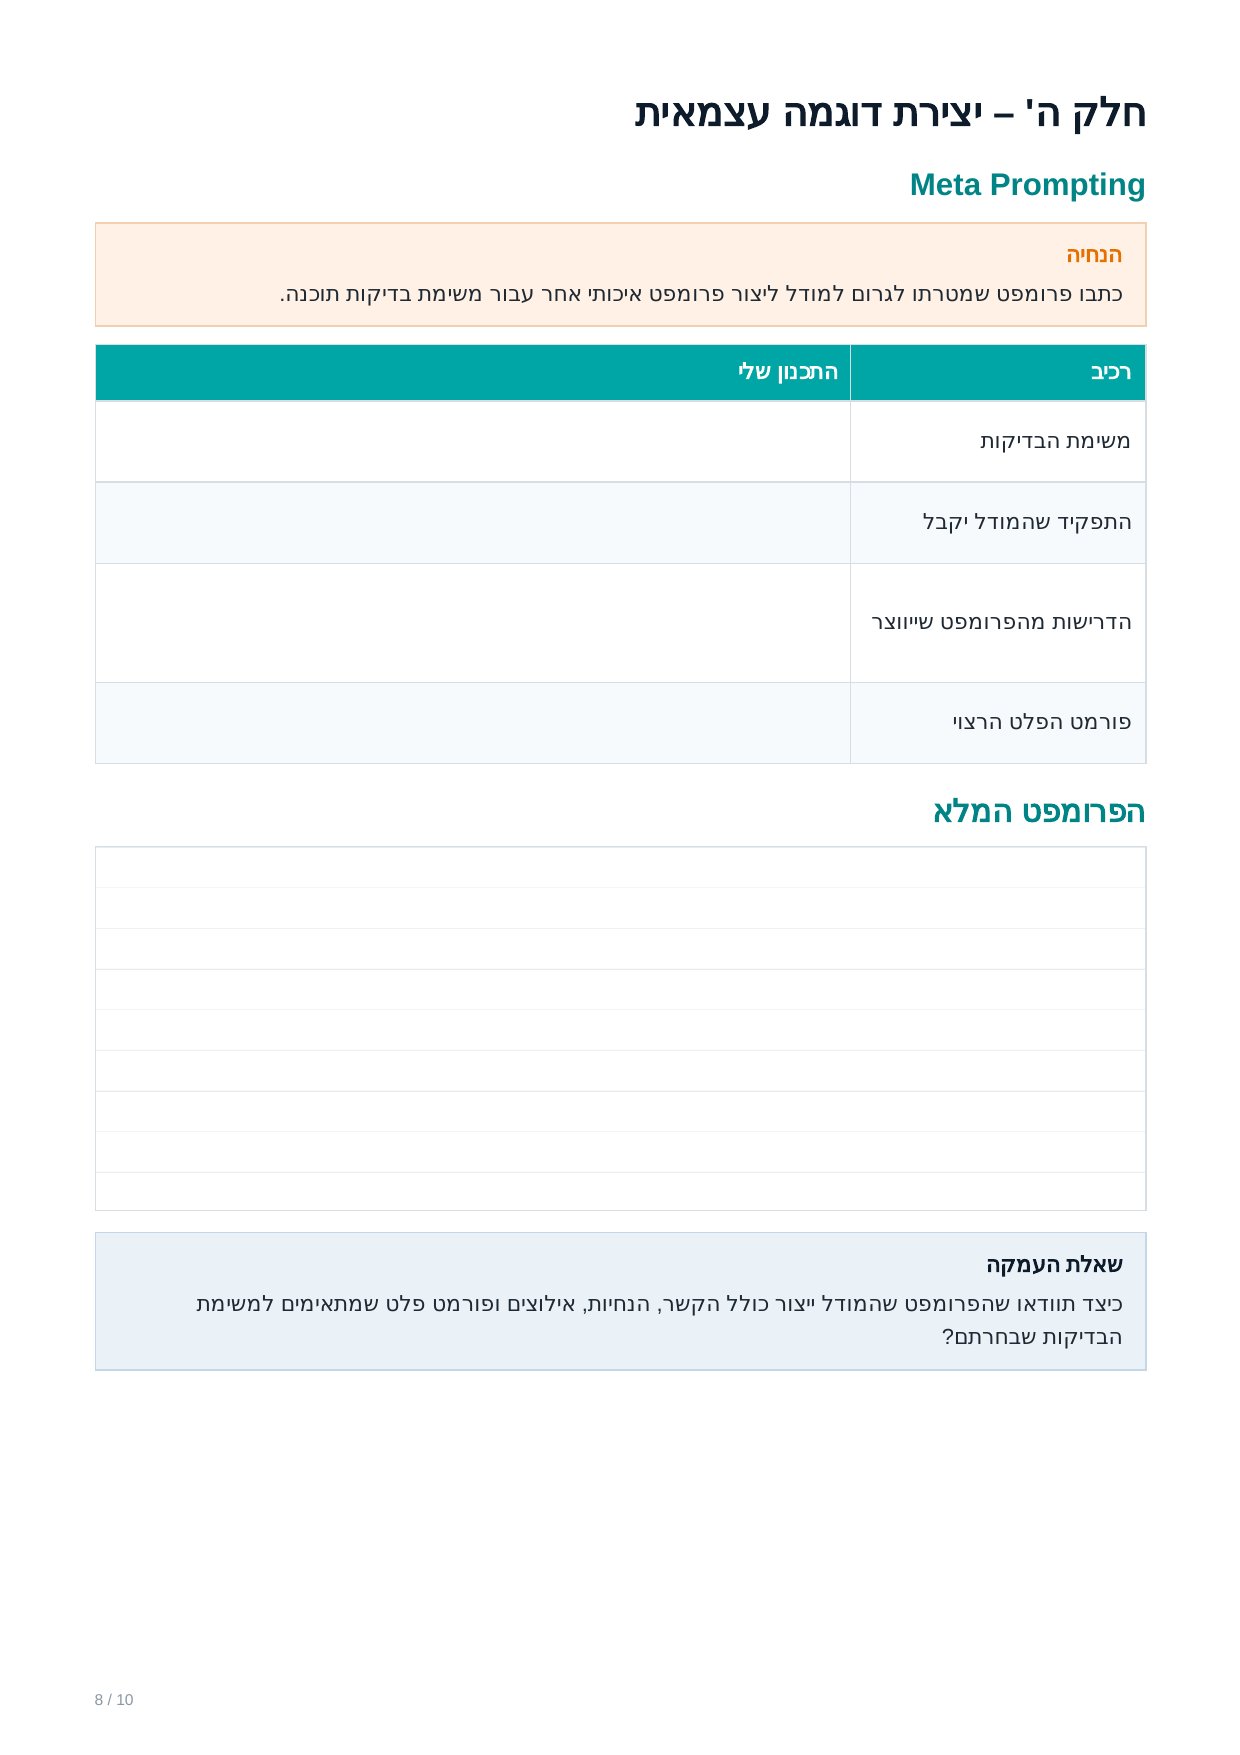 חלק ה' – יצירת דוגמה עצמאית
Meta Prompting
הנחיה
כתבו פרומפט שמטרתו לגרום למודל ליצור פרומפט איכותי אחר עבור משימת בדיקות תוכנה.
רכיב התכנון שלי
משימת הבדיקות
התפקיד שהמודל יקבל
הדרישות מהפרומפט שייווצר
פורמט הפלט הרצוי
הפרומפט המלא
שאלת העמקה
כיצד תוודאו שהפרומפט שהמודל ייצור כולל הקשר, הנחיות, אילוצים ופורמט פלט שמתאימים למשימת
הבדיקות שבחרתם?
8 / 10